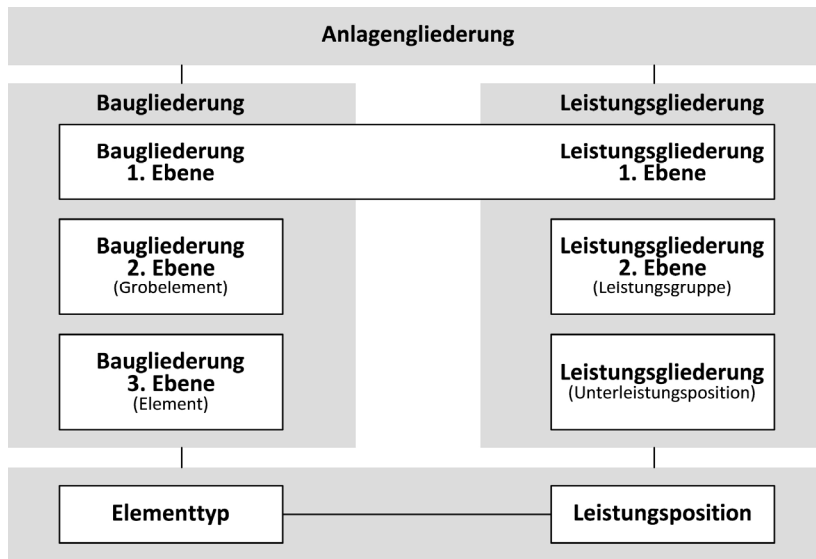 Anlagengliederung
Baugliederung
Leistungsgliederung
Baugliederung
1. Ebene
Leistungsgliederung
1. Ebene
Baugliederung
2. Ebene
(Grobelement)
Leistungsgliederung
2. Ebene
(Leistungsgruppe)
Baugliederung
3. Ebene
(Element)
Leistungsgliederung
(Unterleistungsposition)
Elementtyp
Leistungsposition